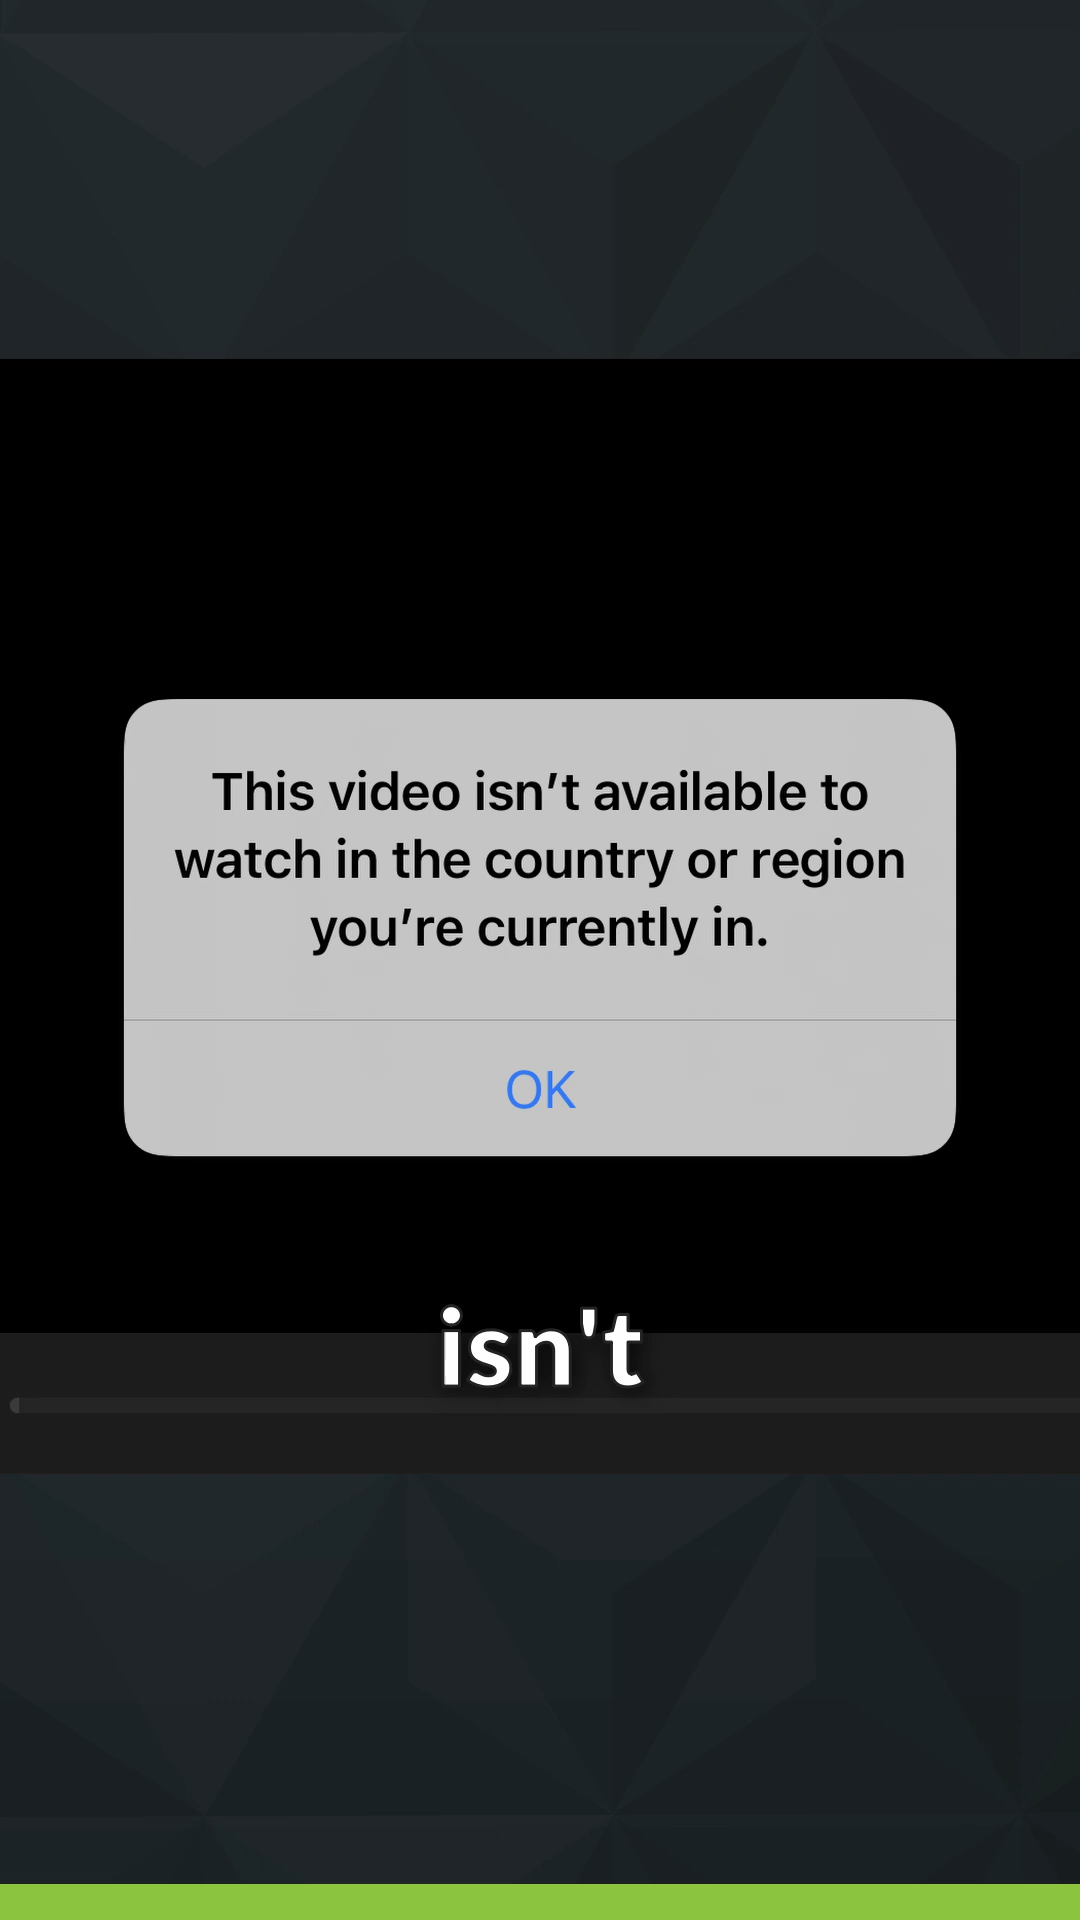 This video isn’t available to
watch in the country or region
you’re currently in.
OK
isn't